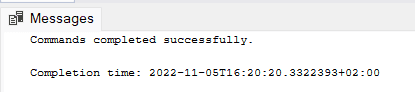 Messages
Commands completed successfully.
Completion time: 2022-11-05T16:20:20.3322393+02:00